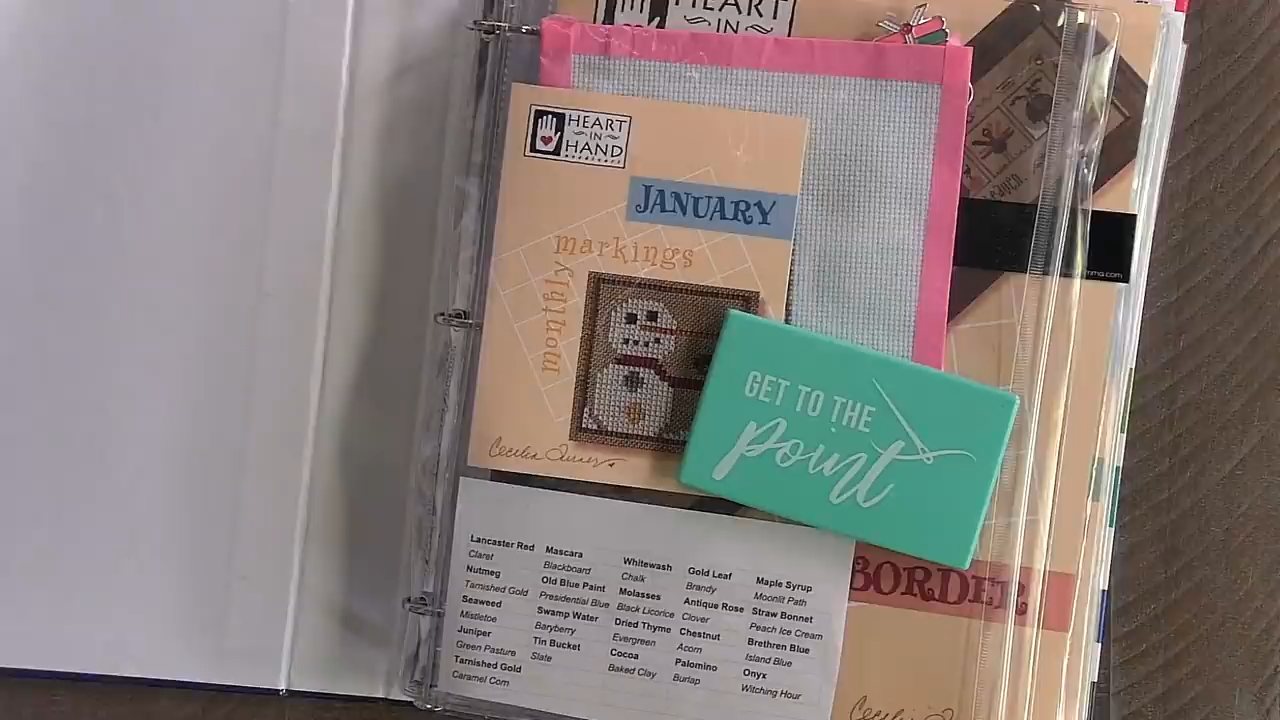 HEART
IN
HEART
IN
HAND
JANUARY
markings
monthly
GET TO THE
point
BORDER
Lancaster Red
Claret
Nutmeg
Tarnished Gold
Seaweed
Mistletoe
Juniper
Green Pasture
Tarnished Gold
Caramel Corn
Mascara
Blackboard
Old Blue Paint
Presidential Blue
Swamp Water
Bayberry
Tin Bucket
Slate
Whitewash
Chalk
Molasses
Black Licorice
Dried Thyme
Evergreen
Cocoa
Baked Clay
Gold Leaf
Brandy
Antique Rose
Clover
Chestnut
Acorn
Palomino
Burlap
Maple Syrup
Moonlit Path
Straw Bonnet
Peach Ice Cream
Brethren Blue
Island Blue
Onyx
Witching Hour